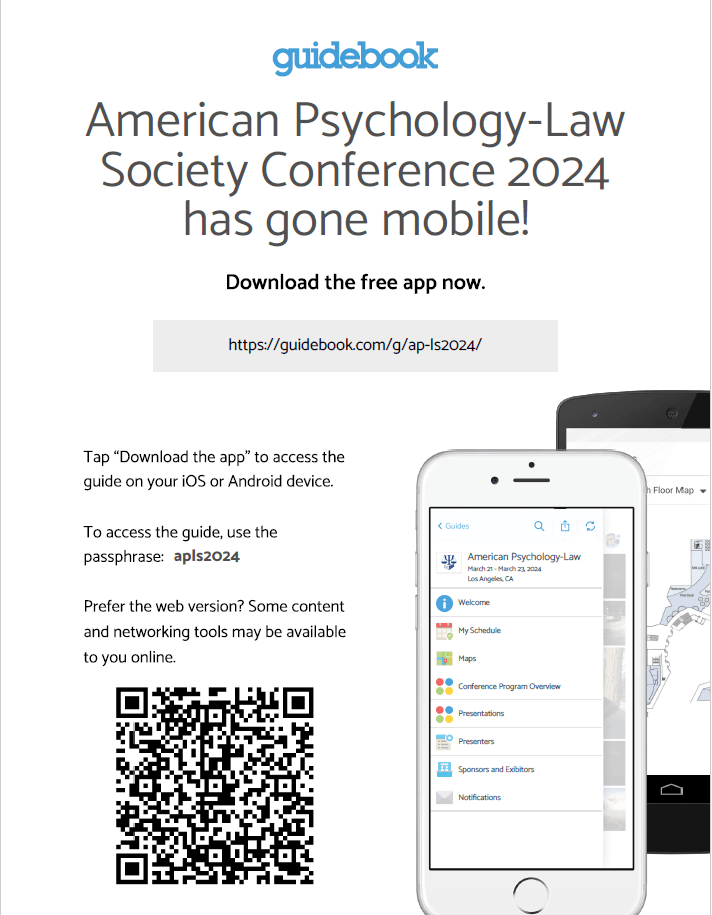 guidebook
American Psychology-Law
Society Conference 2024
has gone mobile!
Download the free app now.
https://guidebook.com/g/ap-ls2024/
Tap “Download the app” to access the
guide on your iOS or Android device.
To access the guide, use the
passphrase: apls2024
Prefer the web version? Some content
and networking tools may be available
to you online.
Guides
American Psychology-Law
March 21 - March 23, 2024
Los Angeles, CA
Welcome
My Schedule
Maps
Conference Program Overview
Presentations
Presenters
Sponsors and Exibitors
Notifications
h Floor Map